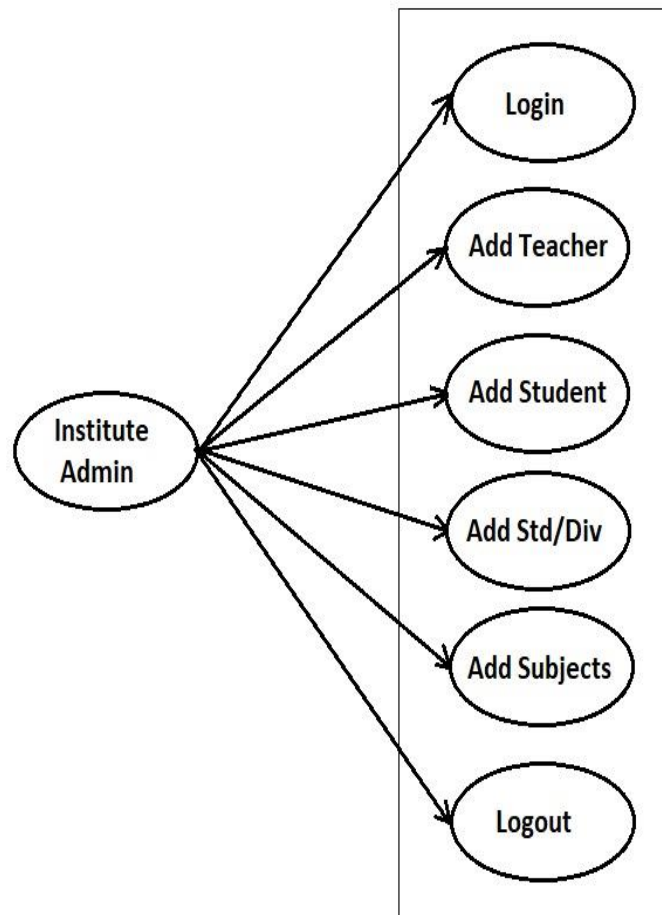 Login
Add Teacher
Add Student
Institute
Admin
Add Std/Div
Add Subjects
Logout